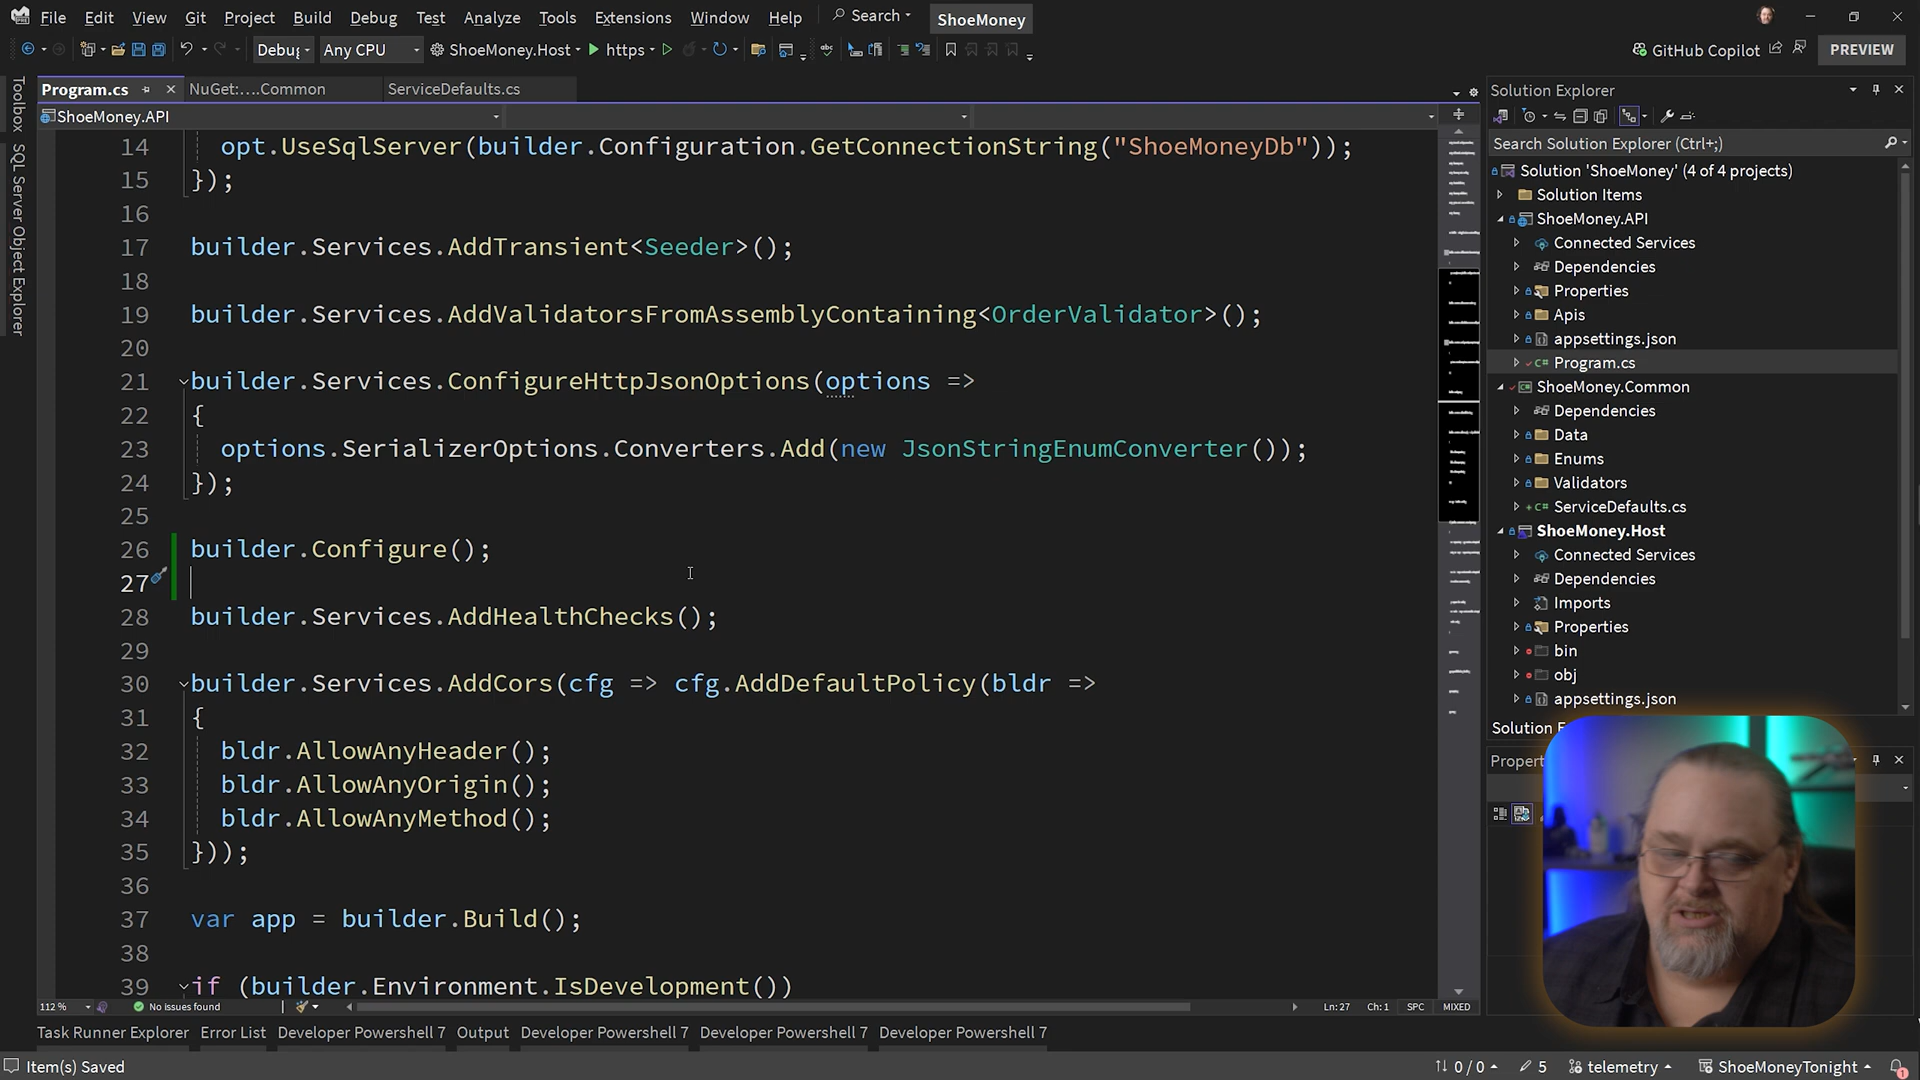 File Edit View Git Project Build Debug Test Analyze Tools Extensions Window Help Search ShoeMoney
Debug Any CPU ShoeMoney.Host https GitHub Copilot PREVIEW
Program.cs NuGet:....Common ServiceDefaults.cs
ShoeMoney.API
Toolbox
SQL Server Object Explorer
14 opt.UseSqlServer(builder.Configuration.GetConnectionString("ShoeMoneyDb"));
15 });
16
17 builder.Services.AddTransient<Seeder>();
18
19 builder.Services.AddValidatorsFromAssemblyContaining<OrderValidator>();
20
21 builder.Services.ConfigureHttpJsonOptions(options =>
22 {
23 options.SerializerOptions.Converters.Add(new JsonStringEnumConverter());
24 });
25
26 builder.Configure();
27
28 builder.Services.AddHealthChecks();
29
30 builder.Services.AddCors(cfg => cfg.AddDefaultPolicy(bldr =>
31 {
32 bldr.AllowAnyHeader();
33 bldr.AllowAnyOrigin();
34 bldr.AllowAnyMethod();
35 }));
36
37 var app = builder.Build();
38
39 if (builder.Environment.IsDevelopment())
112 % No issues found Ln:27 Ch:1 SPC MIXED
Solution Explorer
Search Solution Explorer (Ctrl+;)
Solution 'ShoeMoney' (4 of 4 projects)
Solution Items
ShoeMoney.API
Connected Services
Dependencies
Properties
Apis
appsettings.json
Program.cs
ShoeMoney.Common
Dependencies
Data
Enums
Validators
ServiceDefaults.cs
ShoeMoney.Host
Connected Services
Dependencies
Imports
Properties
bin
obj
appsettings.json
Solution
Task Runner Explorer Error List Developer Powershell 7 Output Developer Powershell 7 Developer Powershell 7 Developer Powershell 7
Item(s) Saved 0 / 0 5 telemetry ShoeMoneyTonight